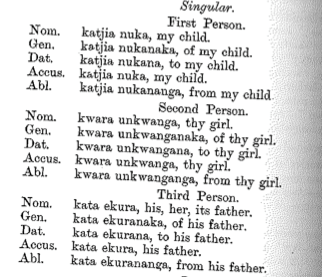 Singular.
First Person.
Nom. katjia nuka, my child.
Gen. katjia nukanaka, of my child.
Dat. katjia nukana, to my child.
Accus. katjia nuka, my child.
Abl. katjia nukananga, from my child
Second Person.
Nom. kwara unkwanga, thy girl.
Gen. kwara unkwanganaka, of thy girl.
Dat. kwara unkwangana, to thy girl.
Accus. kwara unkwanga, thy girl.
Abl. kwara unkwanganga, from thy girl.
Third Person.
Nom. kata ekura, his, her, its father.
Gen. kata ekuranaka, of his father.
Dat. kata ekurana, to his father.
Accus. kata ekura, his father.
Abl. kata ekurananga, from his father.